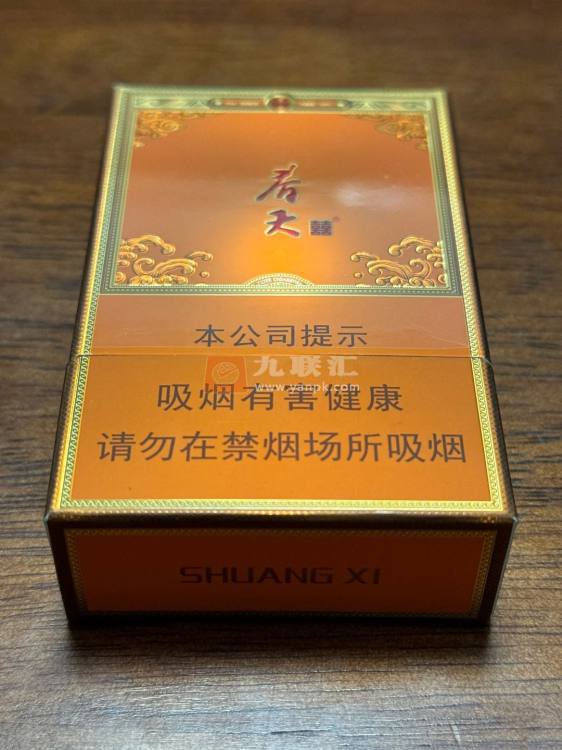 春
天 囍®
本公司提示
九联汇
www.yanpk.com
吸烟有害健康
请勿在禁烟场所吸烟
SHUANG XI